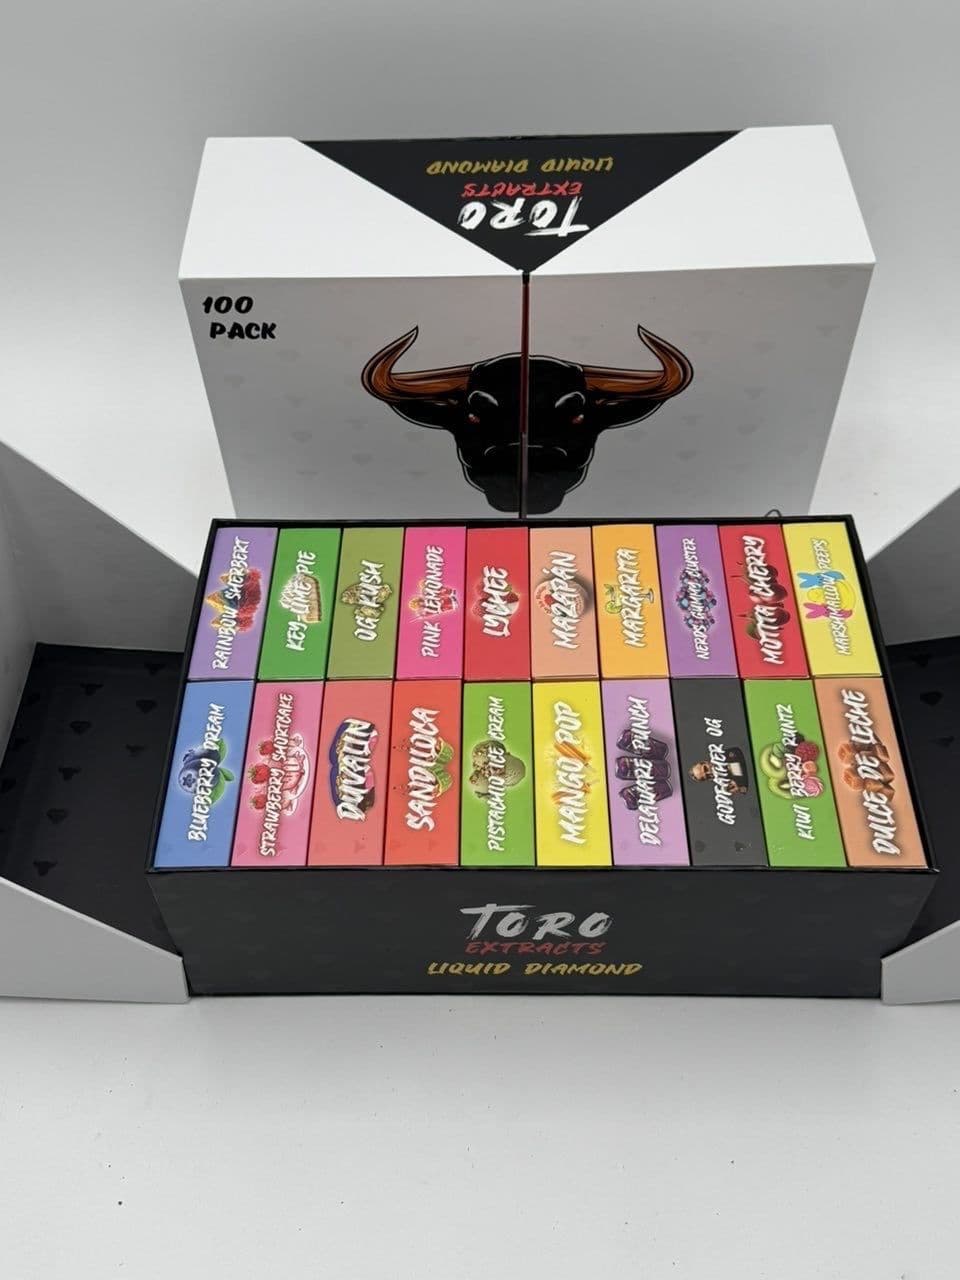 LIQUID DIAMOND
EXTRACTS
TORO
100
PACK
RAINBOW SHERBERT
KEY-LIME PIE
OG KUSH
PINK LEMONADE
LYCHEE
MAZAPÁN
MARGARITA
NERDS GUMMY CLUSTER
MOTTA CHERRY
MARSHMALLOW PEEPS
BLUEBERRY DREAM
STRAWBERRY SHORTCAKE
DUVALIN
SANDILUCA
PISTACHIO ICE CREAM
MANGO POP
DELAWARE PUNCH
GODFATHER OG
KIWI BERRY RUNTZ
DULCE DE LECHE
TORO
EXTRACTS
LIQUID DIAMOND